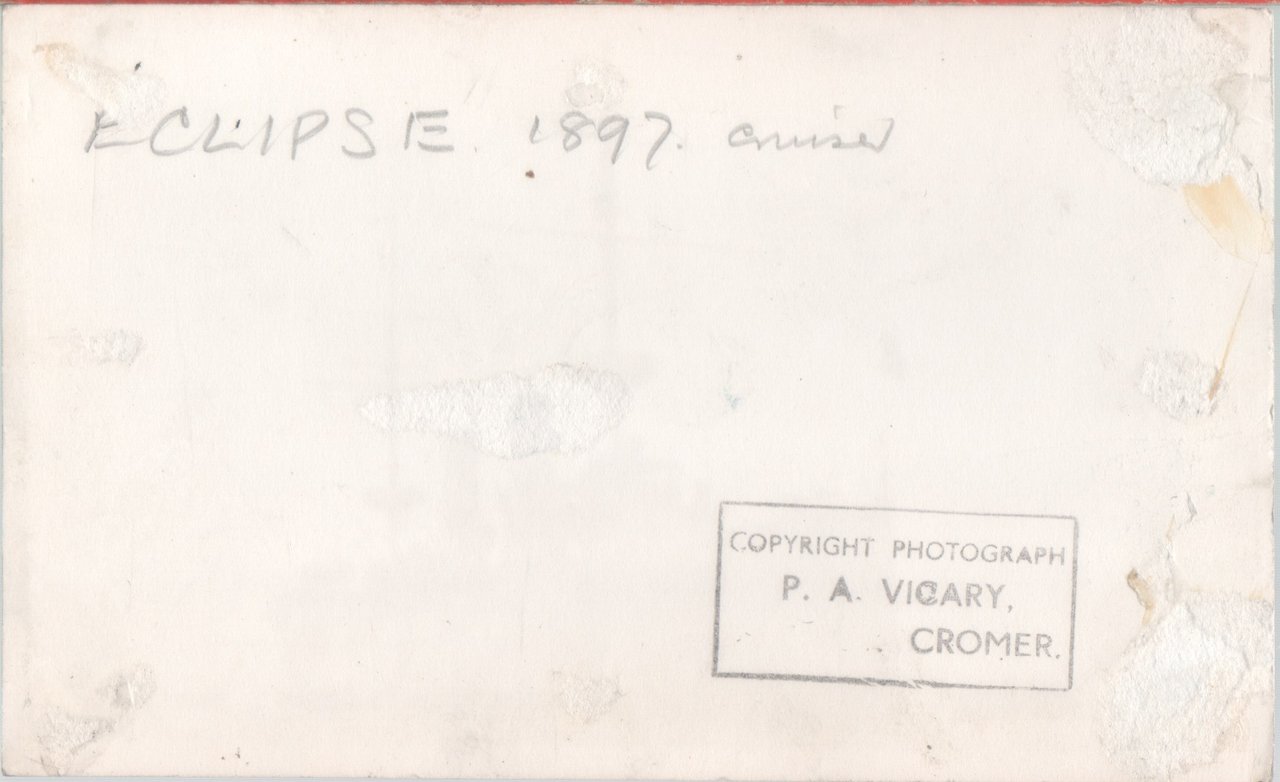 ECLIPSE. 1897. cruiser
COPYRIGHT PHOTOGRAPH
P. A. VICARY,
CROMER.